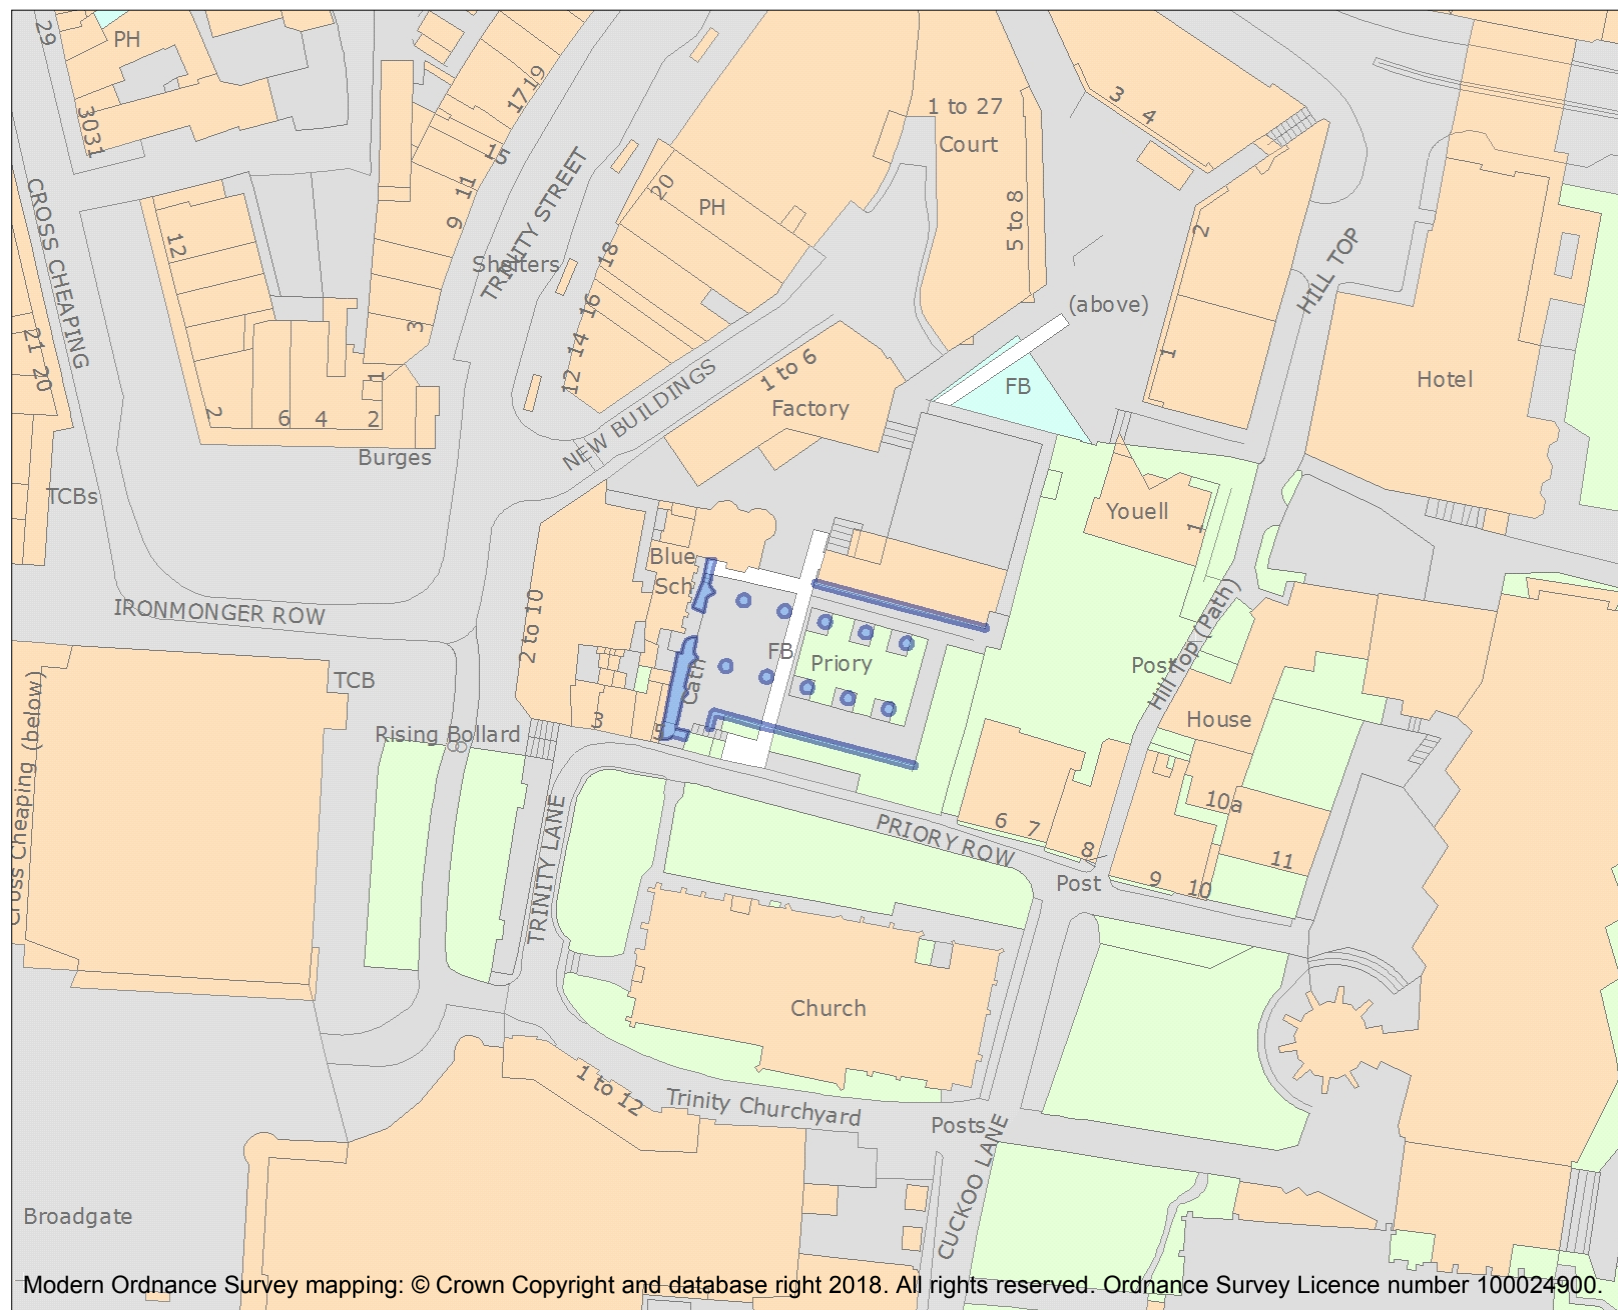 29
PH
3031
CROSS CHEAPING
12
21
20
2
6
4
2
1
3
9
11
15
1719
TRINITY STREET
Shelters
20
PH
18
16
14
12
NEW BUILDINGS
1 to 6
Factory
1 to 27
Court
5 to 8
3
4
(above)
FB
2
1
HILL TOP
Hotel
Burges
TCBs
IRONMONGER ROW
TCB
Rising Bollard
2 to 10
Blue
Sch
Cath
FB
Priory
3
5
Youell
1
Post
Hill Top (Path)
House
10a
11
6
7
8
9
10
PRIORY ROW
Post
Cross Cheaping (below)
TRINITY LANE
Church
1 to 12
Trinity Churchyard
Posts
CUCKOO LANE
Broadgate
Modern Ordnance Survey mapping: © Crown Copyright and database right 2018. All rights reserved. Ordnance Survey Licence number 100024900.